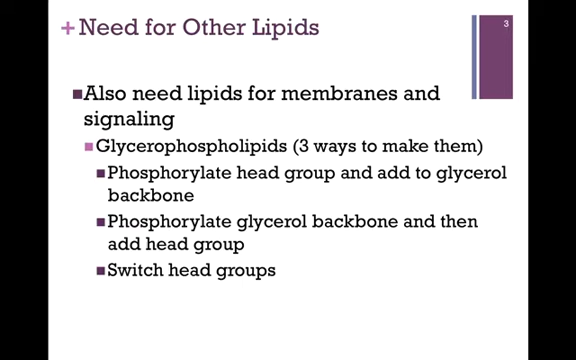 + Need for Other Lipids
3
■Also need lipids for membranes and
signaling
■Glycerophospholipids (3 ways to make them)
■Phosphorylate head group and add to glycerol
backbone
■Phosphorylate glycerol backbone and then
add head group
■Switch head groups